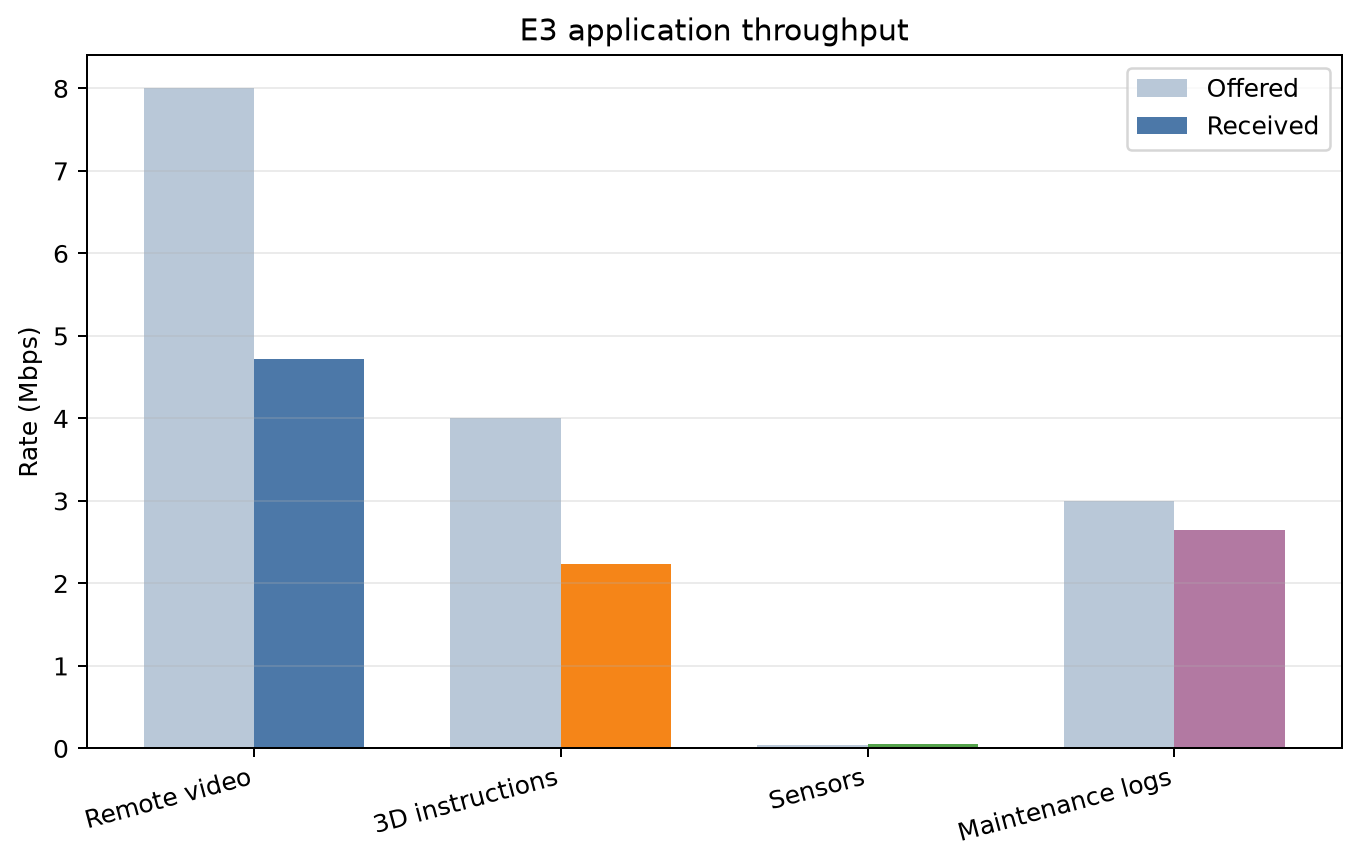 E3 application throughput
Offered
Received
Rate (Mbps)
8
7
6
5
4
3
2
1
0
Remote video
3D instructions
Sensors
Maintenance logs